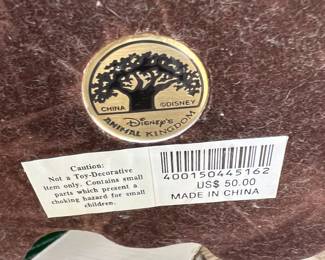 CHINA ©DISNEY
DISNEY'S
ANIMAL KINGDOM
Caution:
Not a Toy-Decorative
item only. Contains small
parts which present a
choking hazard for small
children.
400150445162
US$ 50.00
MADE IN CHINA